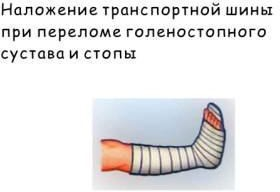 Наложение транспортной шины
при переломе голеностопного
сустава и стопы